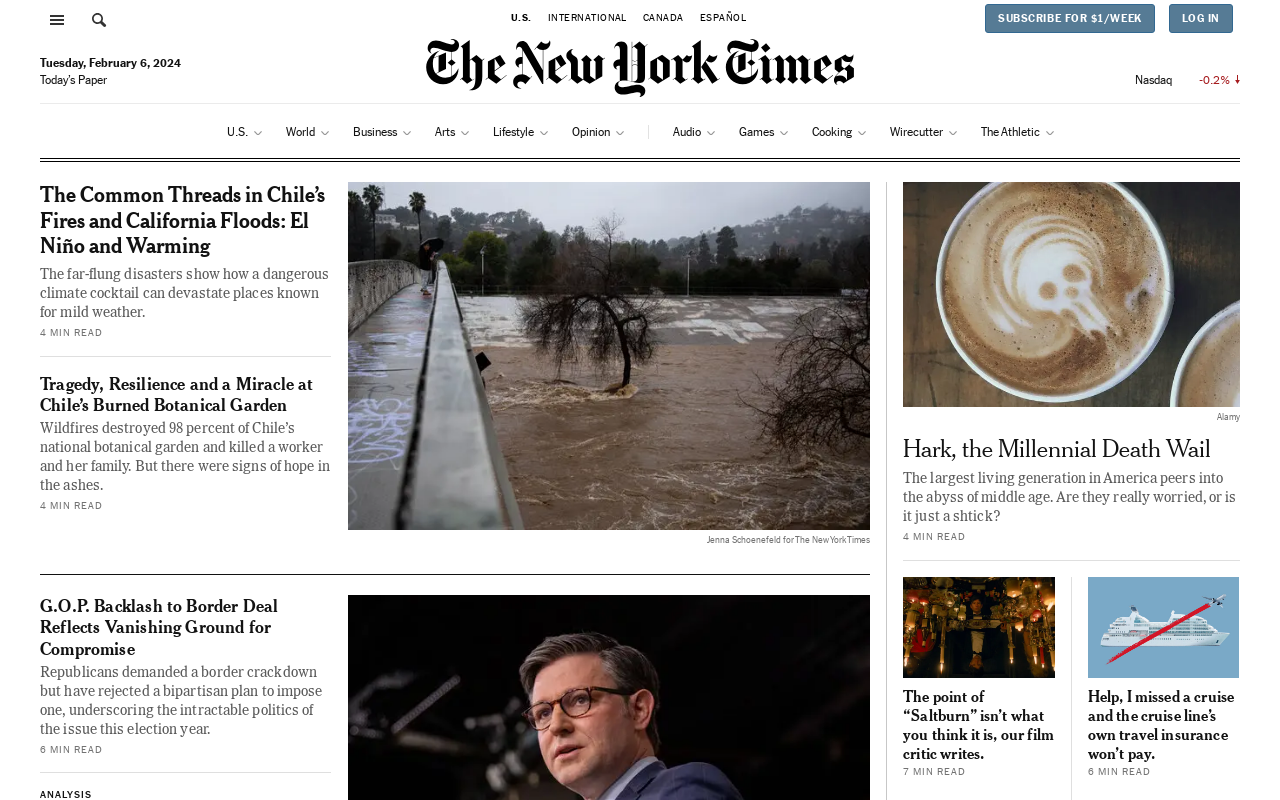 U.S. INTERNATIONAL CANADA ESPAÑOL
SUBSCRIBE FOR $1/WEEK LOG IN
The New York Times
Tuesday, February 6, 2024
Today's Paper
Nasdaq -0.2%
U.S. World Business Arts Lifestyle Opinion Audio Games Cooking Wirecutter The Athletic
The Common Threads in Chile’s
Fires and California Floods: El
Niño and Warming
The far-flung disasters show how a dangerous
climate cocktail can devastate places known
for mild weather.
4 MIN READ
Tragedy, Resilience and a Miracle at
Chile’s Burned Botanical Garden
Wildfires destroyed 98 percent of Chile’s
national botanical garden and killed a worker
and her family. But there were signs of hope in
the ashes.
4 MIN READ
Jenna Schoenefeld for The New York Times
G.O.P. Backlash to Border Deal
Reflects Vanishing Ground for
Compromise
Republicans demanded a border crackdown
but have rejected a bipartisan plan to impose
one, underscoring the intractable politics of
the issue this election year.
6 MIN READ
ANALYSIS
Alamy
Hark, the Millennial Death Wail
The largest living generation in America peers into
the abyss of middle age. Are they really worried, or is
it just a shtick?
4 MIN READ
The point of
“Saltburn” isn’t what
you think it is, our film
critic writes.
7 MIN READ
Help, I missed a cruise
and the cruise line’s
own travel insurance
won’t pay.
6 MIN READ